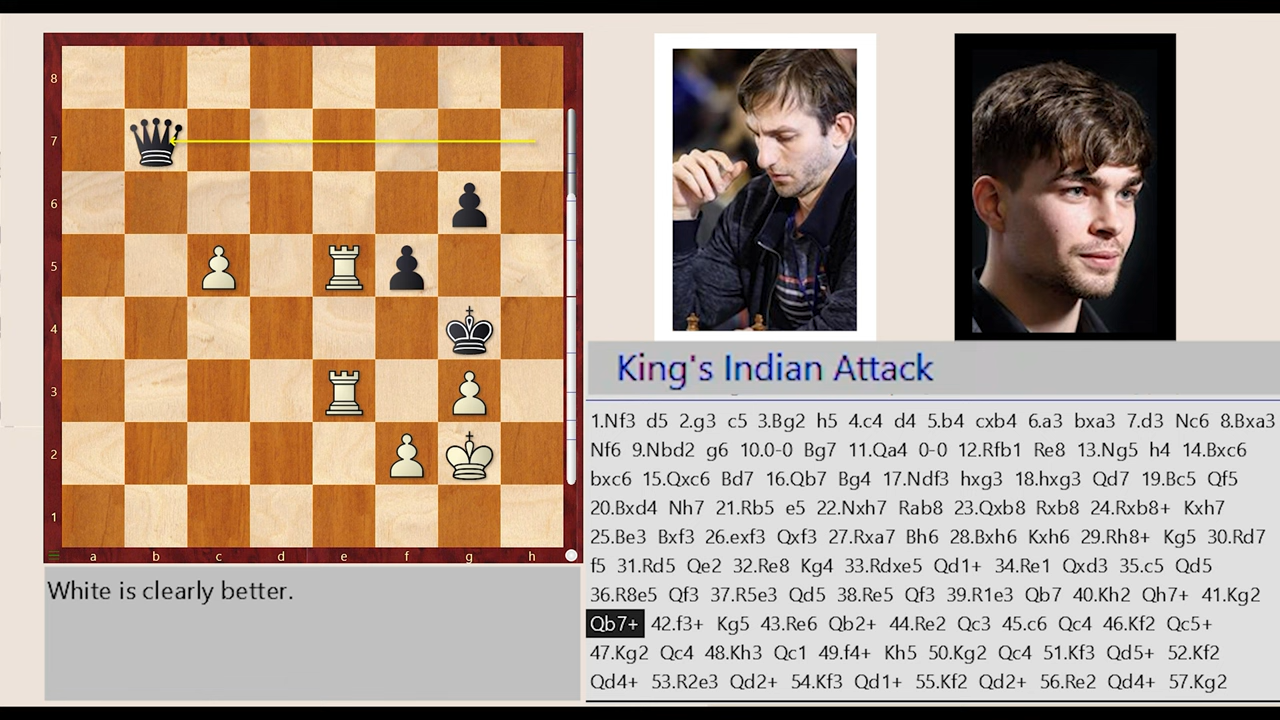 8
7
6
5
4
3
2
1
a b c d e f g h
White is clearly better.
King's Indian Attack
1.Nf3 d5 2.g3 c5 3.Bg2 h5 4.c4 d4 5.b4 cxb4 6.a3 bxa3 7.d3 Nc6 8.Bxa3
Nf6 9.Nbd2 g6 10.0-0 Bg7 11.Qa4 0-0 12.Rfb1 Re8 13.Ng5 h4 14.Bxc6
bxc6 15.Qxc6 Bd7 16.Qb7 Bg4 17.Ndf3 hxg3 18.hxg3 Qd7 19.Bc5 Qf5
20.Bxd4 Nh7 21.Rb5 e5 22.Nxh7 Rab8 23.Qxb8 Rxb8 24.Rxb8+ Kxh7
25.Be3 Bxf3 26.exf3 Qxf3 27.Rxa7 Bh6 28.Bxh6 Kxh6 29.Rh8+ Kg5 30.Rd7
f5 31.Rd5 Qe2 32.Re8 Kg4 33.Rdxe5 Qd1+ 34.Re1 Qxd3 35.c5 Qd5
36.R8e5 Qf3 37.R5e3 Qd5 38.Re5 Qf3 39.R1e3 Qb7 40.Kh2 Qh7+ 41.Kg2
Qb7+ 42.f3+ Kg5 43.Re6 Qb2+ 44.Re2 Qc3 45.c6 Qc4 46.Kf2 Qc5+
47.Kg2 Qc4 48.Kh3 Qc1 49.f4+ Kh5 50.Kg2 Qc4 51.Kf3 Qd5+ 52.Kf2
Qd4+ 53.R2e3 Qd2+ 54.Kf3 Qd1+ 55.Kf2 Qd2+ 56.Re2 Qd4+ 57.Kg2